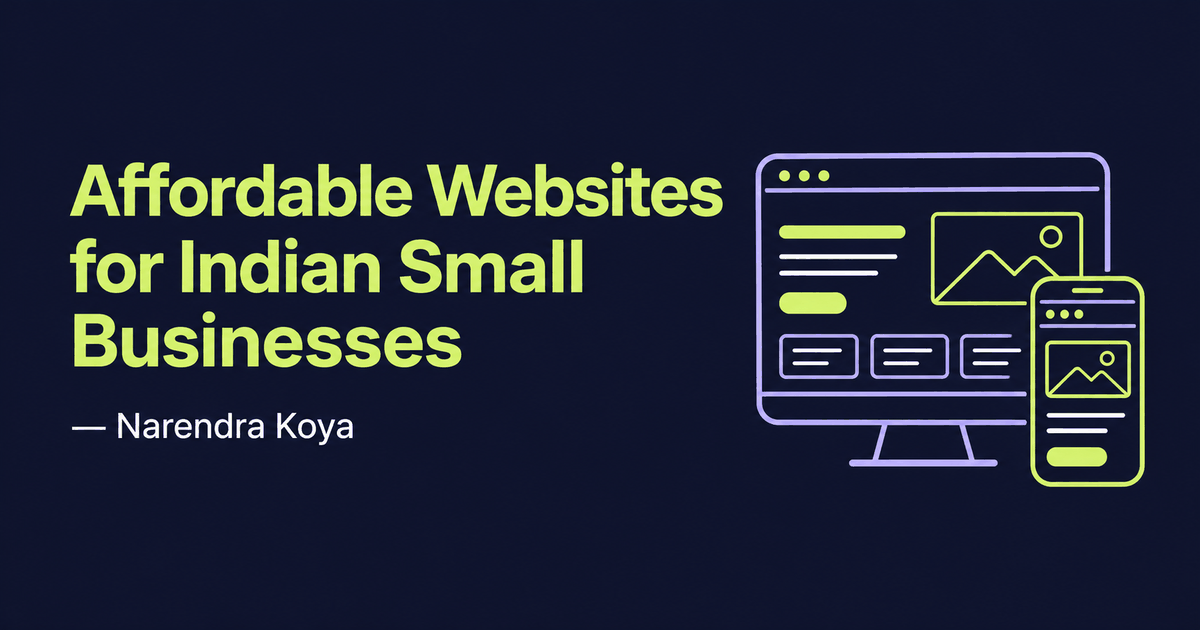 Affordable Websites
for Indian Small
Businesses
— Narendra Koya